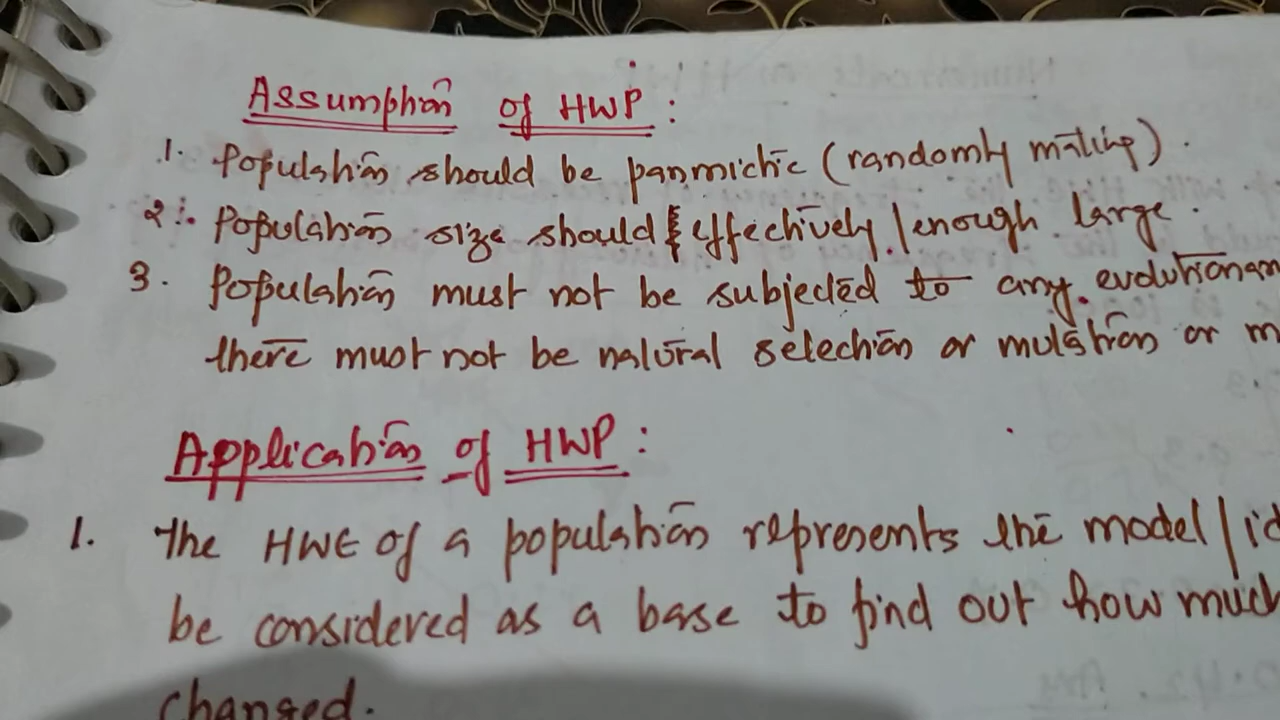 Assumption of HWP :
1. Population should be panmictic (randomly mating).
2. Population size should effectively / enough large.
3. Population must not be subjected to any evolutionar
there must not be natural selection or mutation or m
Application of HWP :
1. The HWE of a population represents the model / id
be considered as a base to find out how much
changed.